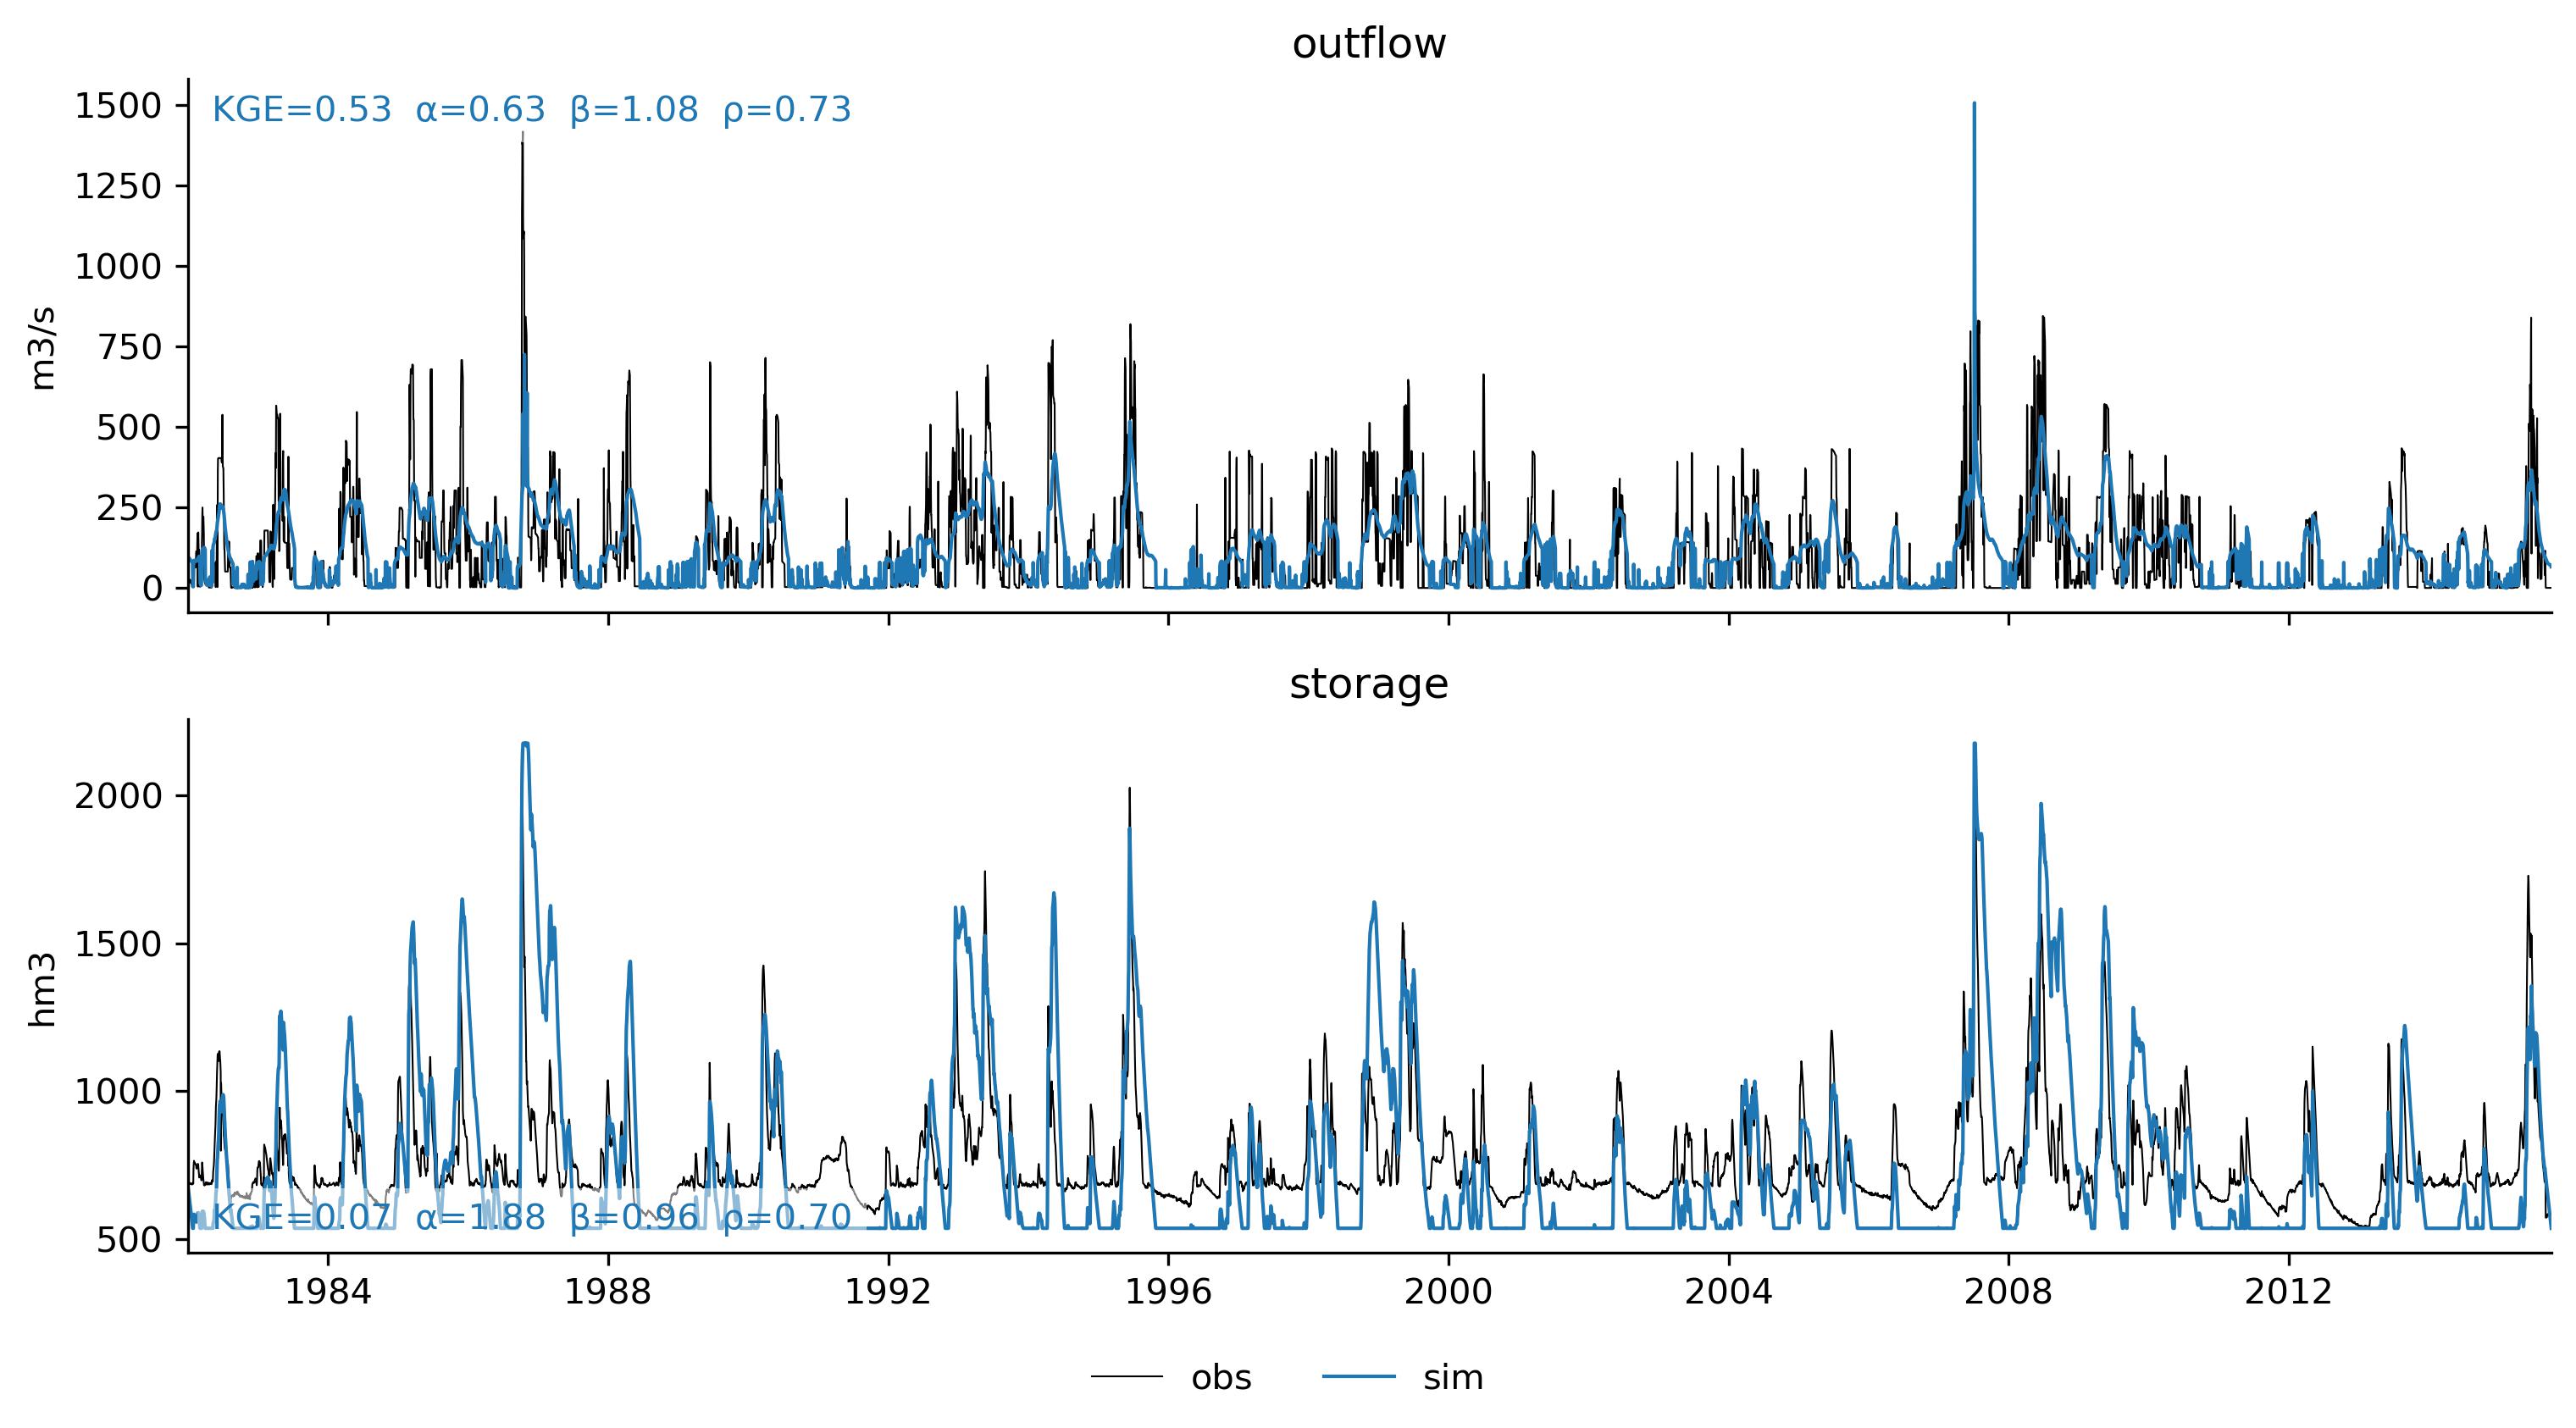 outflow
KGE=0.53 α=0.63 β=1.08 ρ=0.73
1500
1250
1000
750
500
250
0
m3/s
storage
2000
1500
1000
500
hm3
KGE=0.07 α=1.88 β=0.96 ρ=0.70
1984 1988 1992 1996 2000 2004 2008 2012
obs sim